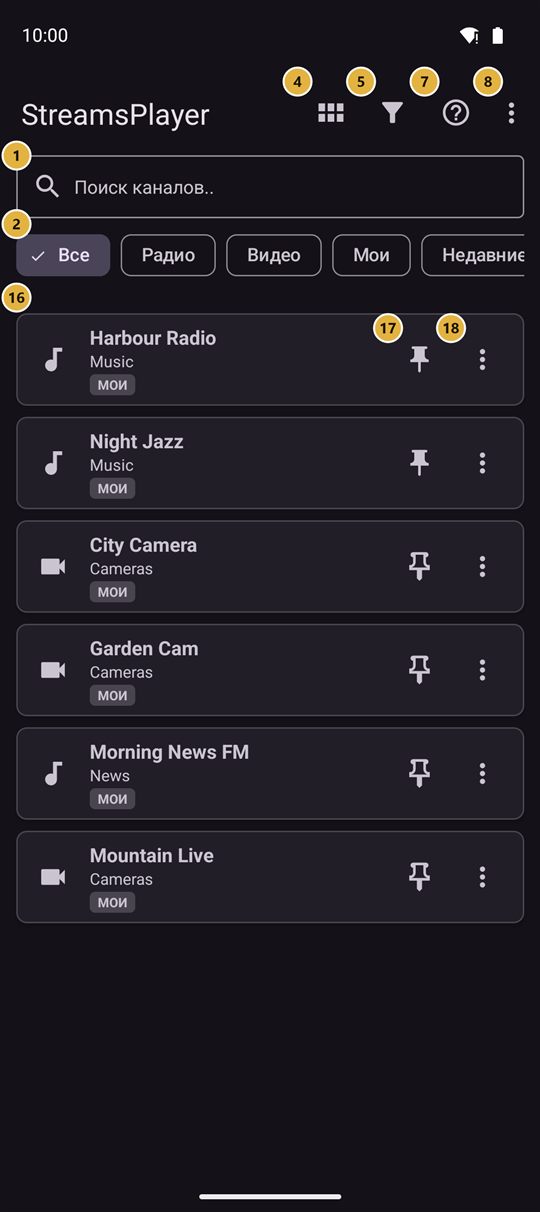 10:00
4 5 7 8
StreamsPlayer
1
Поиск каналов..
2
Все Радио Видео Мои Недавние
16
17 18
Harbour Radio
Music
МОИ
Night Jazz
Music
МОИ
City Camera
Cameras
МОИ
Garden Cam
Cameras
МОИ
Morning News FM
News
МОИ
Mountain Live
Cameras
МОИ